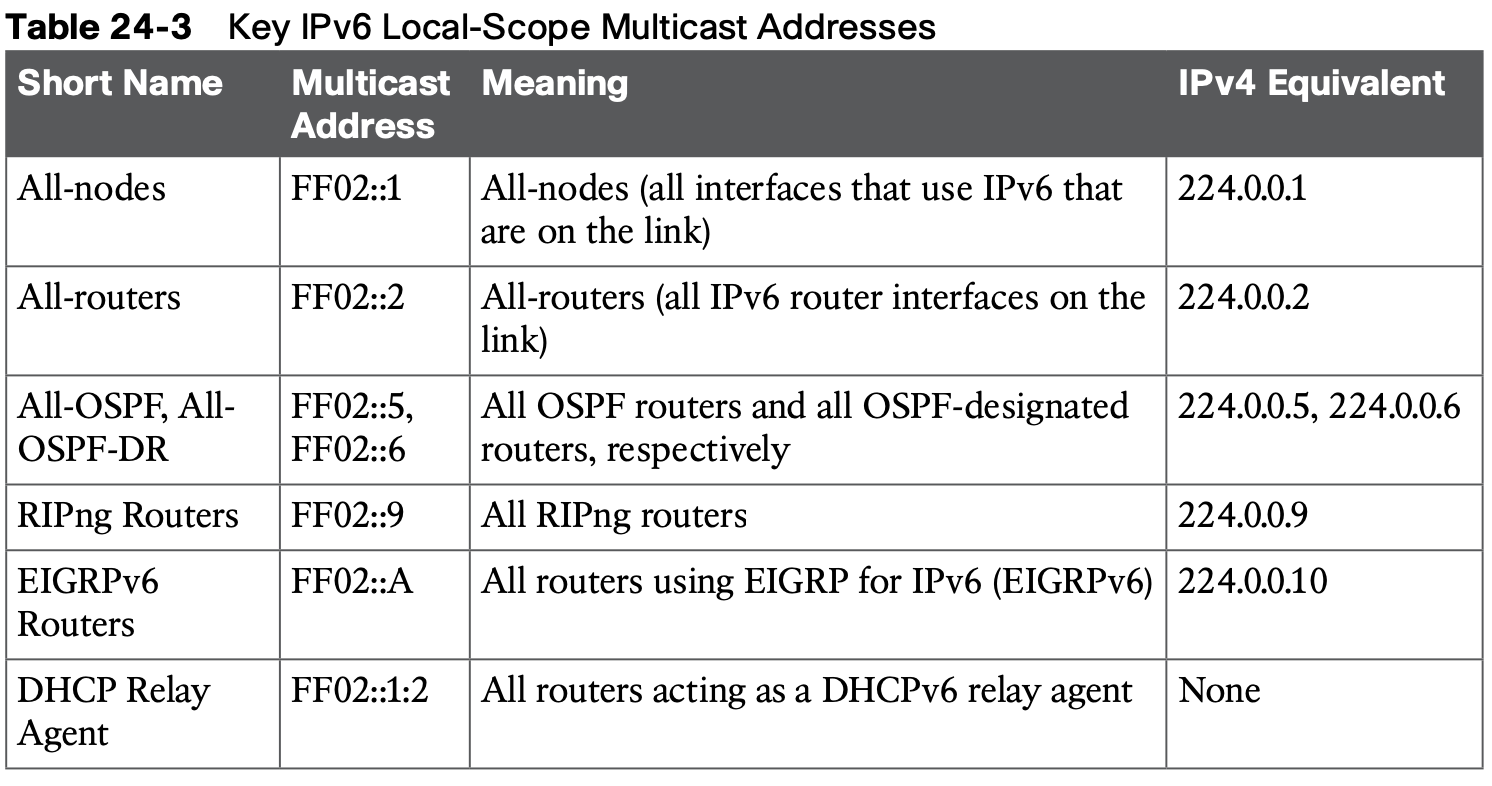 Table 24-3 Key IPv6 Local-Scope Multicast Addresses
Short Name
Multicast
Address
Meaning
IPv4 Equivalent
All-nodes
FF02::1
All-nodes (all interfaces that use IPv6 that
are on the link)
224.0.0.1
All-routers
FF02::2
All-routers (all IPv6 router interfaces on the
link)
224.0.0.2
All-OSPF, All-
OSPF-DR
FF02::5,
FF02::6
All OSPF routers and all OSPF-designated
routers, respectively
224.0.0.5, 224.0.0.6
RIPng Routers
FF02::9
All RIPng routers
224.0.0.9
EIGRPv6
Routers
FF02::A
All routers using EIGRP for IPv6 (EIGRPv6)
224.0.0.10
DHCP Relay
Agent
FF02::1:2
All routers acting as a DHCPv6 relay agent
None